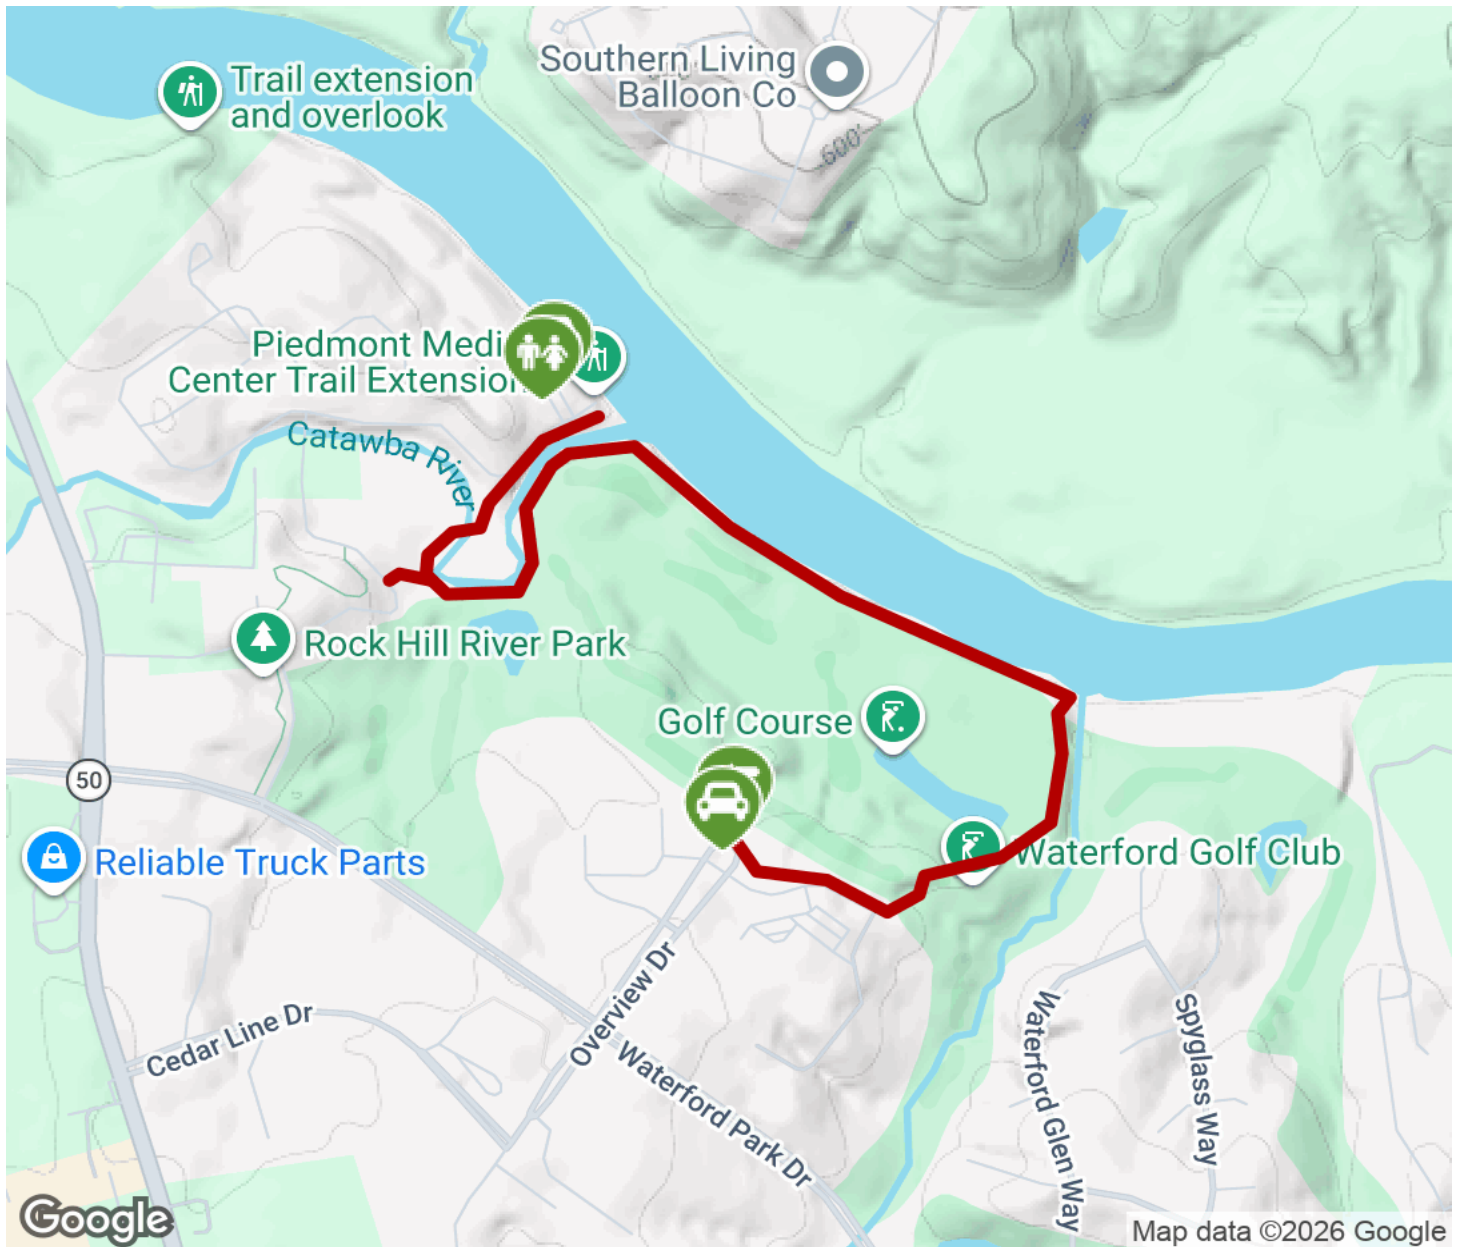 Southern Living
Balloon Co
Trail extension
and overlook
600'
Piedmont Medi
Center Trail Extension
Catawba River
Rock Hill River Park
Golf Course
50
Waterford Golf Club
Reliable Truck Parts
Overview Dr
Cedar Line Dr
Waterford Park Dr
Waterford Glen Way
Spyglass Way
Google
Map data ©2026 Google